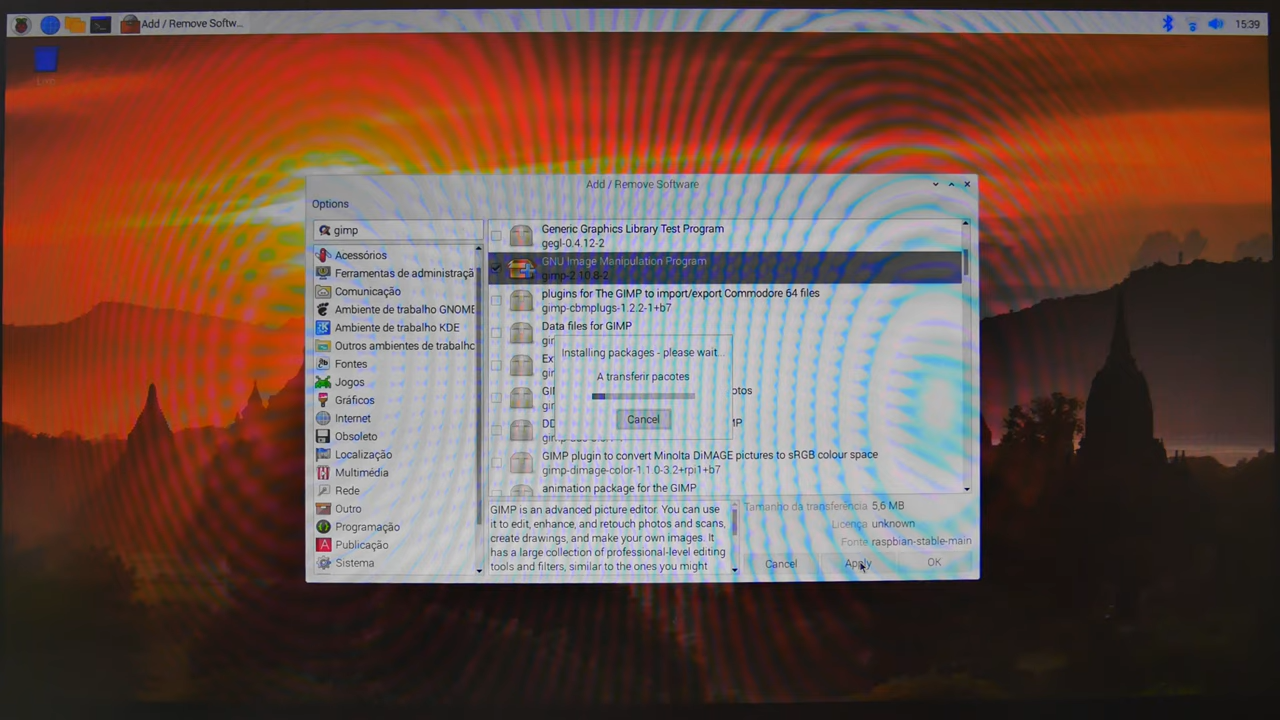 Add / Remove Softw...
15:39
Add / Remove Software
Options
gimp
Acessórios
Ferramentas de administraçã
Comunicação
Ambiente de trabalho GNOME
Ambiente de trabalho KDE
Outros ambientes de trabalho
Fontes
Jogos
Gráficos
Internet
Obsoleto
Localização
Multimédia
Rede
Outro
Programação
Publicação
Sistema
Generic Graphics Library Test Program
gegl-0.4.12-2
GNU Image Manipulation Program
gimp-2.10.8-2
plugins for The GIMP to import/export Commodore 64 files
gimp-cbmplugs-1.2.2-1+b7
Data files for GIMP
GIMP plugin to convert Minolta DiMAGE pictures to sRGB colour space
gimp-dimage-color-1.1.0-3.2+rpi1+b7
animation package for the GIMP
Installing packages - please wait...
A transferir pacotes
Cancel
GIMP is an advanced picture editor. You can use
it to edit, enhance, and retouch photos and scans,
create drawings, and make your own images. It
has a large collection of professional-level editing
tools and filters, similar to the ones you might
Tamanho da transferência 5,6 MB
Licença unknown
Fonte raspbian-stable-main
Cancel
Apply
OK